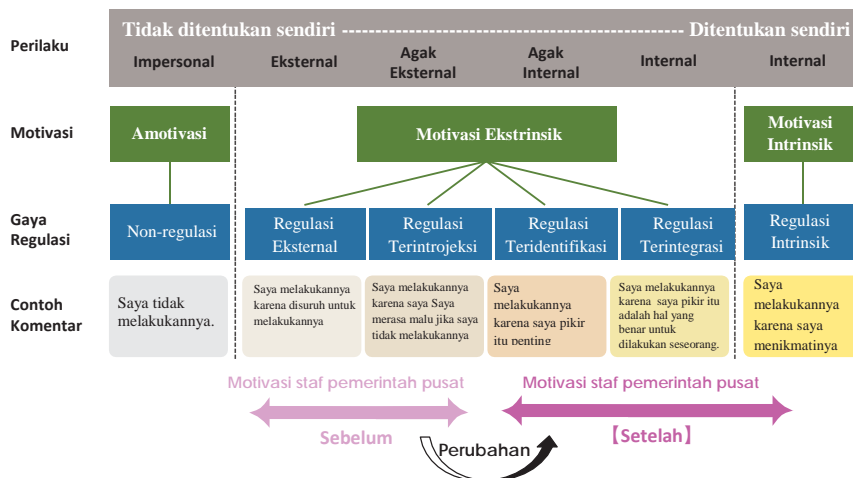 Perilaku
Tidak ditentukan sendiri ---------------------------------------------------- Ditentukan sendiri
Impersonal
Eksternal
Agak
Eksternal
Agak
Internal
Internal
Internal
Motivasi
Amotivasi
Motivasi Ekstrinsik
Motivasi
Intrinsik
Gaya
Regulasi
Non-regulasi
Regulasi
Eksternal
Regulasi
Terintrojeksi
Regulasi
Teridentifikasi
Regulasi
Terintegrasi
Regulasi
Intrinsik
Contoh
Komentar
Saya tidak
melakukannya.
Saya melakukannya
karena disuruh untuk
melakukannya
Saya melakukannya
karena saya Saya
merasa malu jika saya
tidak melakukannya
Saya
melakukannya
karena saya pikir
itu penting
Saya melakukannya
karena saya pikir itu
adalah hal yang
benar untuk
dilakukan seseorang.
Saya
melakukannya
karena saya
menikmatinya
Motivasi staf pemerintah pusat
Sebelum
Motivasi staf pemerintah pusat
【Setelah】
Perubahan